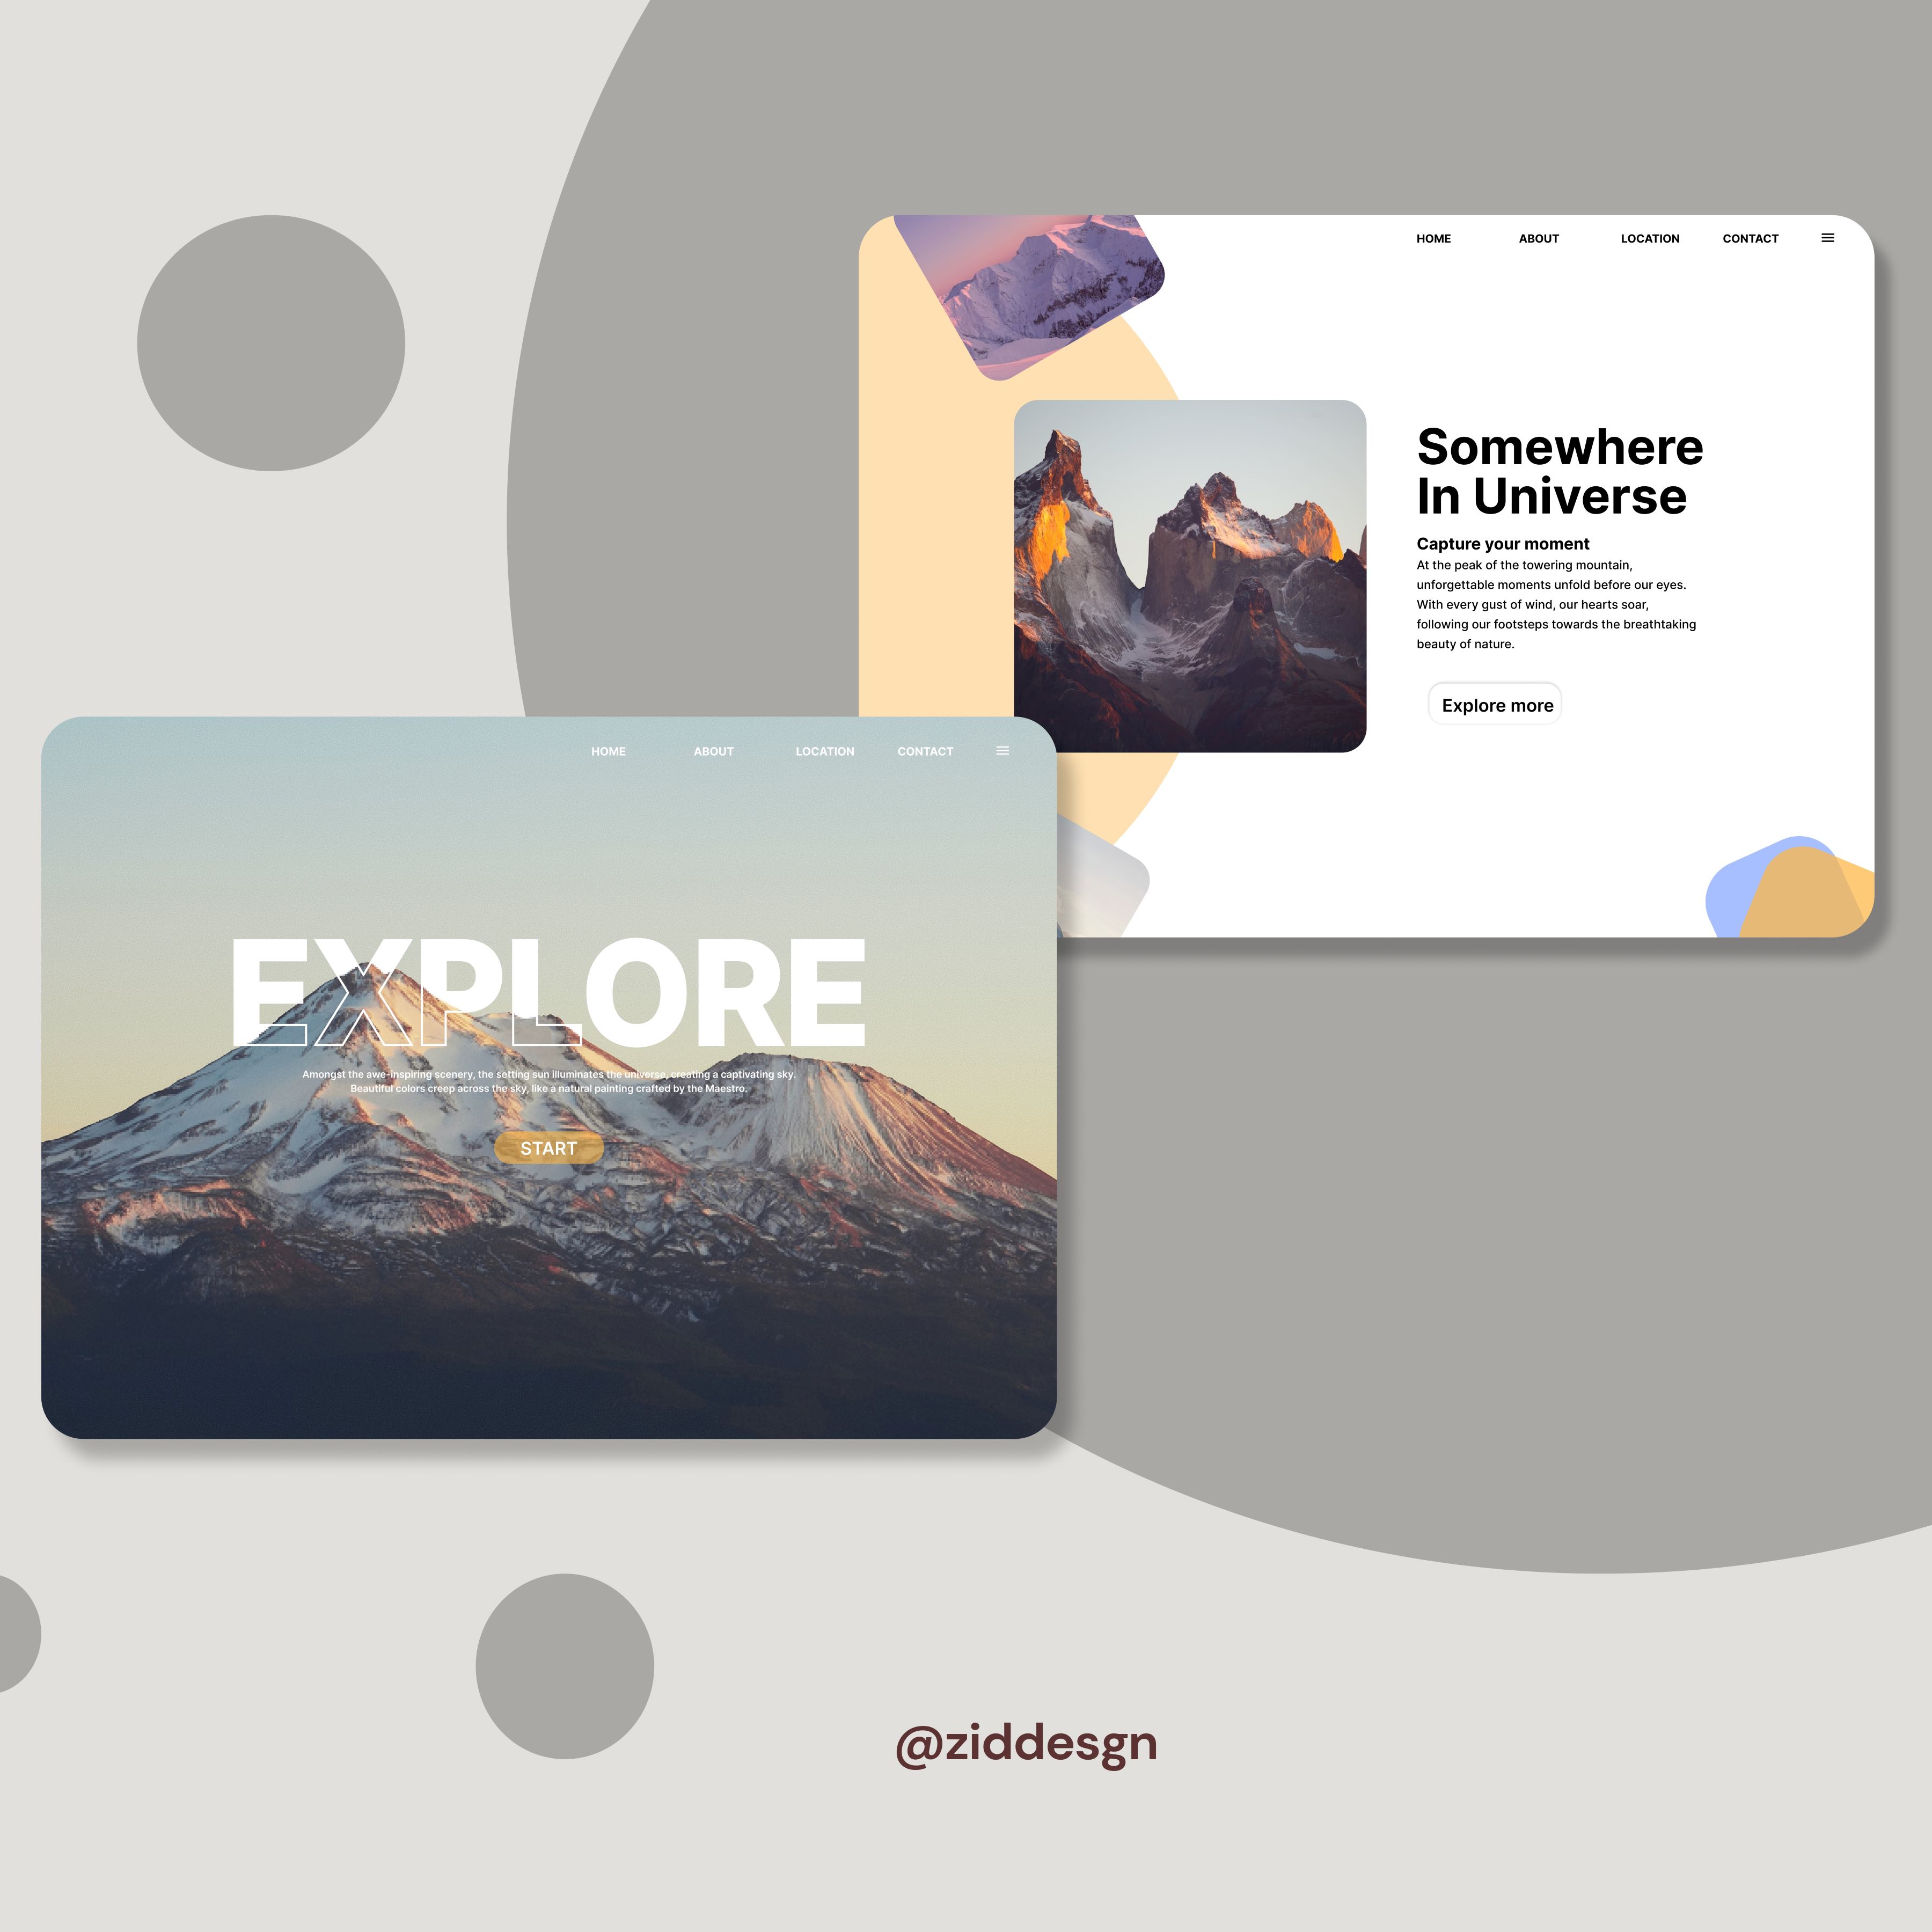 HOME ABOUT LOCATION CONTACT
Somewhere
In Universe
Capture your moment
At the peak of the towering mountain,
unforgettable moments unfold before our eyes.
With every gust of wind, our hearts soar,
following our footsteps towards the breathtaking
beauty of nature.
Explore more
HOME ABOUT LOCATION CONTACT
EXPLORE
Amongst the awe-inspiring scenery, the setting sun illuminates the universe, creating a captivating sky.
Beautiful colors creep across the sky, like a natural painting crafted by the Maestro.
START
@ziddesgn